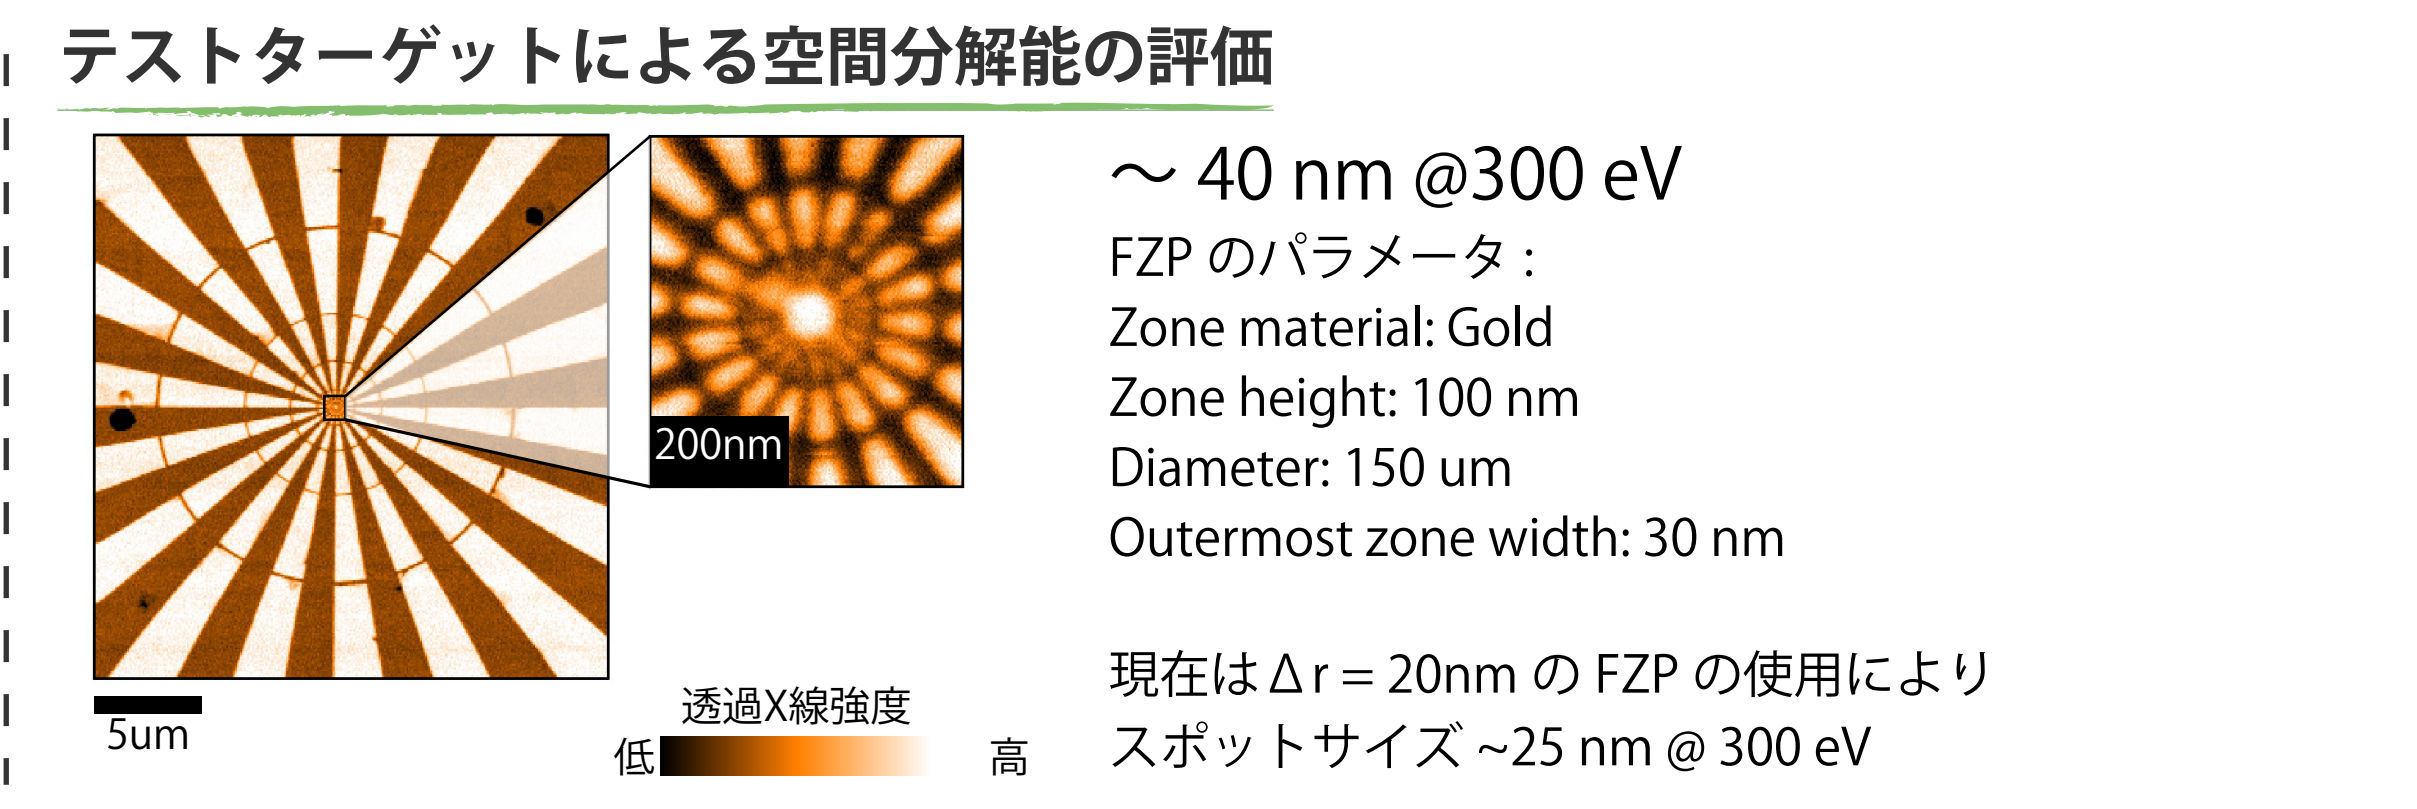 テストターゲットによる空間分解能の評価
200nm
5um
透過X線強度
低 高
～ 40 nm @300 eV
FZP のパラメータ :
Zone material: Gold
Zone height: 100 nm
Diameter: 150 um
Outermost zone width: 30 nm
現在は Δ r = 20nm の FZP の使用により
スポットサイズ ~25 nm @ 300 eV